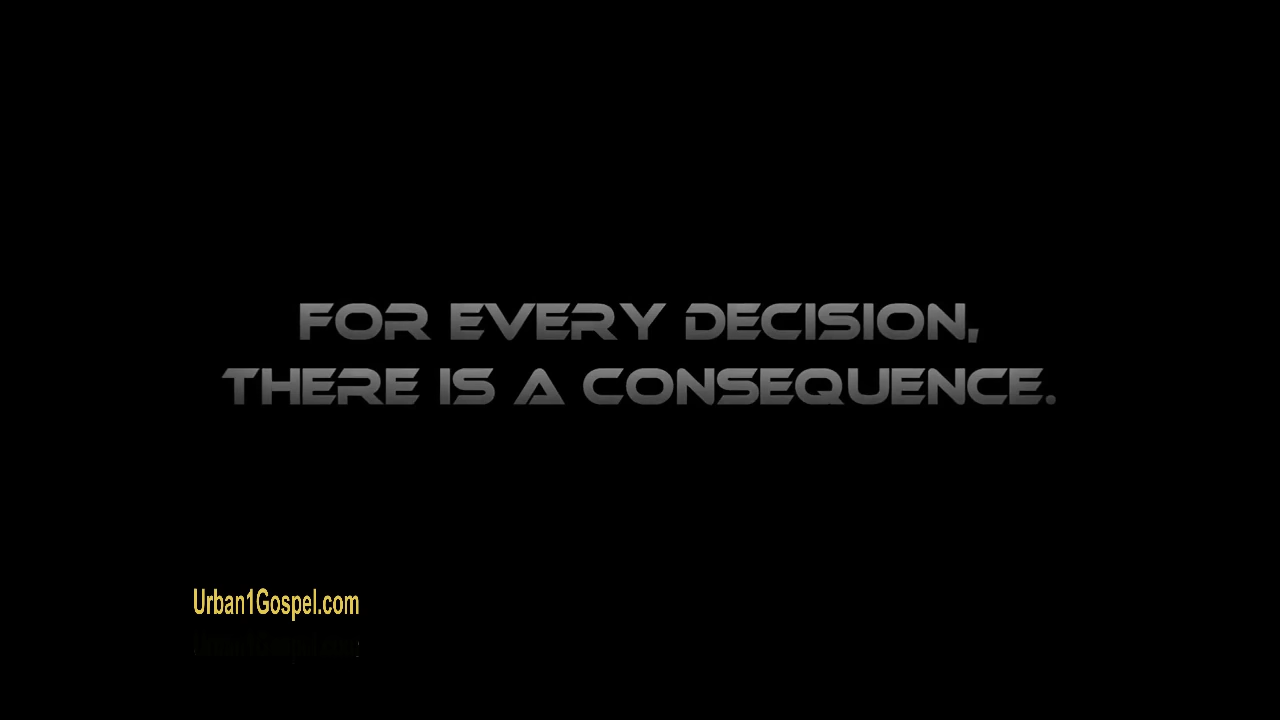 FOR EVERY DECISION,
THERE IS A CONSEQUENCE.
Urban1Gospel.com